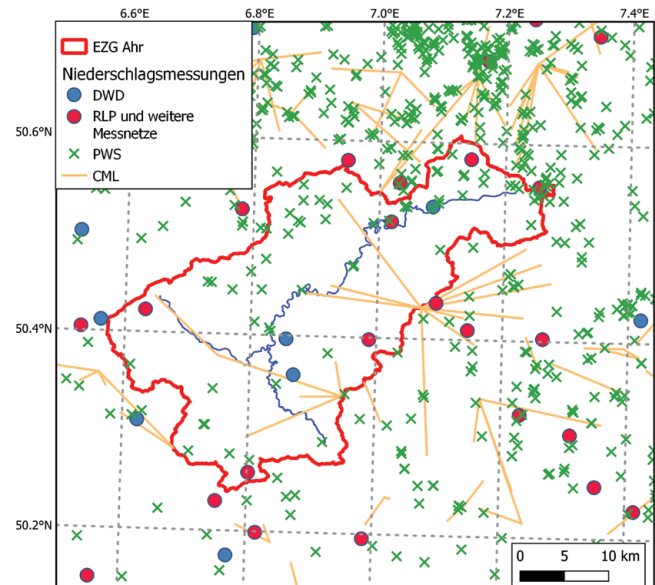 6.6°E 6.8°E 7.0°E 7.2°E 7.4°E
EZG Ahr
Niederschlagsmessungen
DWD
RLP und weitere
Messnetze
PWS
CML
50.6°N
50.4°N
50.2°N
0 5 10 km